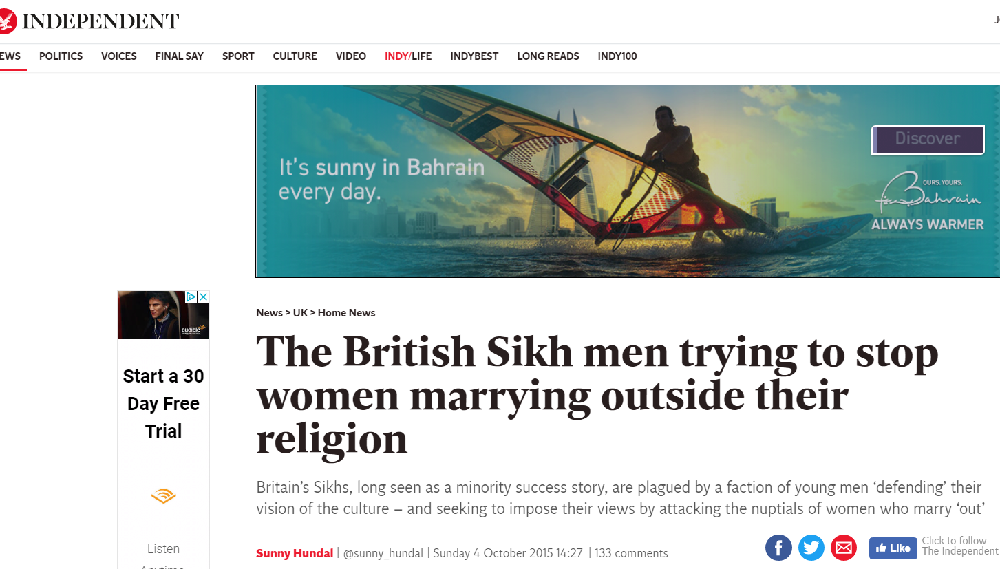 INDEPENDENT
EWS POLITICS VOICES FINAL SAY SPORT CULTURE VIDEO INDY/LIFE INDYBEST LONG READS INDY100
It's sunny in Bahrain
every day.
Discover
OURS. YOURS.
Bahrain
ALWAYS WARMER
audible
Start a 30
Day Free
Trial
Listen
Anytime
News > UK > Home News
The British Sikh men trying to stop
women marrying outside their
religion
Britain's Sikhs, long seen as a minority success story, are plagued by a faction of young men ‘defending’ their
vision of the culture – and seeking to impose their views by attacking the nuptials of women who marry ‘out’
Sunny Hundal | @sunny_hundal | Sunday 4 October 2015 14:27 | 133 comments
Like
Click to follow
The Independent